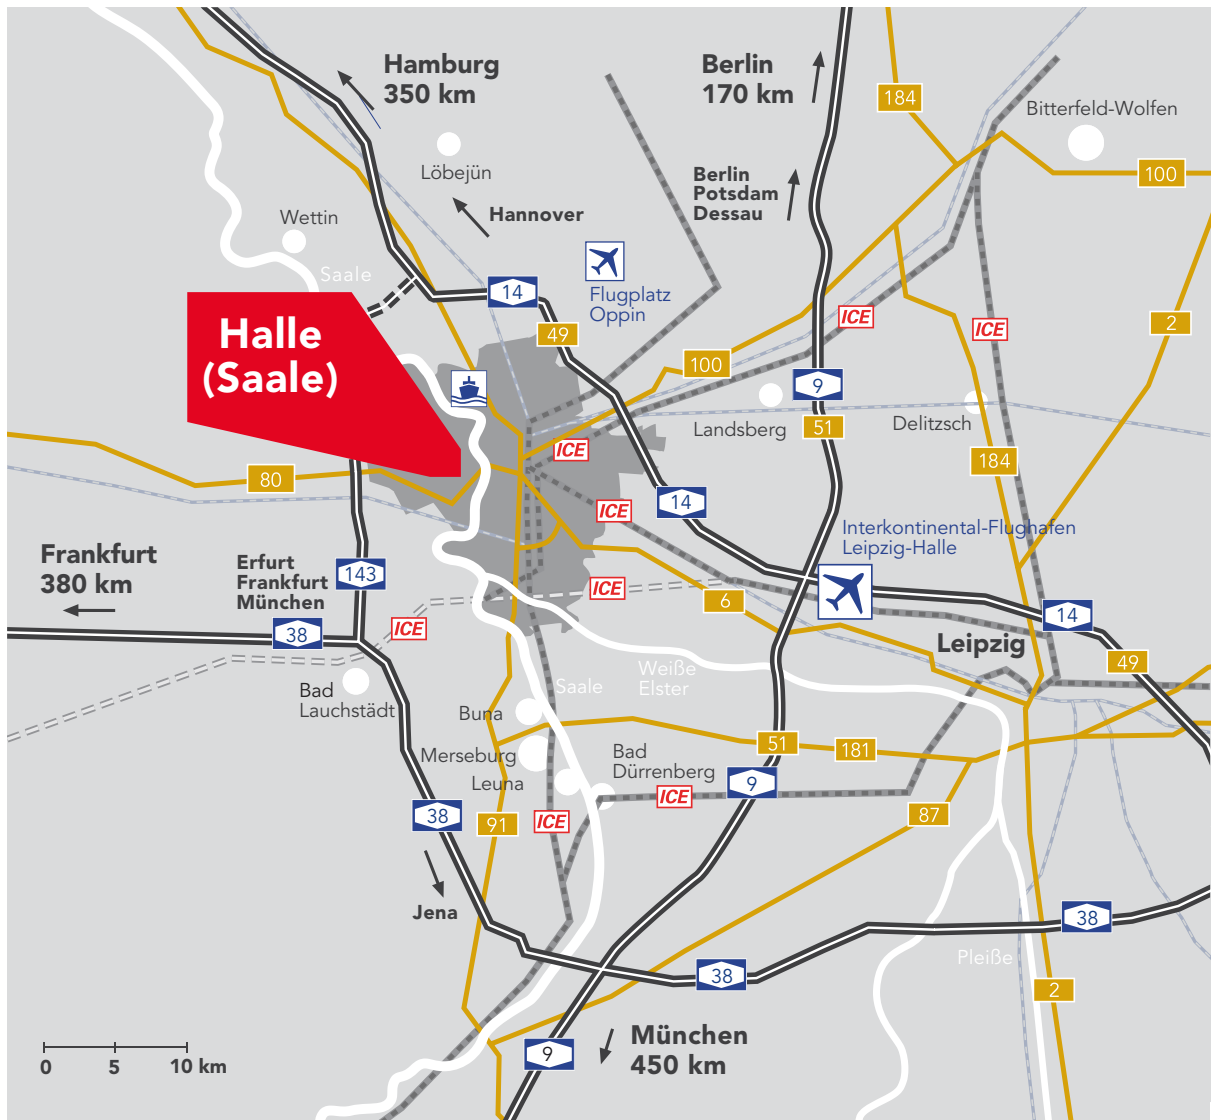 Hamburg
350 km
Berlin
170 km
184
Bitterfeld-Wolfen
Löbejün
100
Berlin
Potsdam
Dessau
Wettin
Hannover
Saale
Flugplatz
Oppin
14
49
ICE
ICE
2
Halle
(Saale)
100
9
Landsberg
51
Delitzsch
ICE
184
80
14
ICE
Interkontinental-Flughafen
Leipzig-Halle
Frankfurt
380 km
Erfurt
Frankfurt
München
143
ICE
6
14
38
ICE
Leipzig
49
Weiße
Elster
Saale
Bad
Lauchstädt
Buna
51
181
Merseburg
Leuna
Bad
Dürrenberg
9
ICE
38
91
ICE
87
Jena
38
Pleiße
38
2
München
450 km
9
0
5
10 km